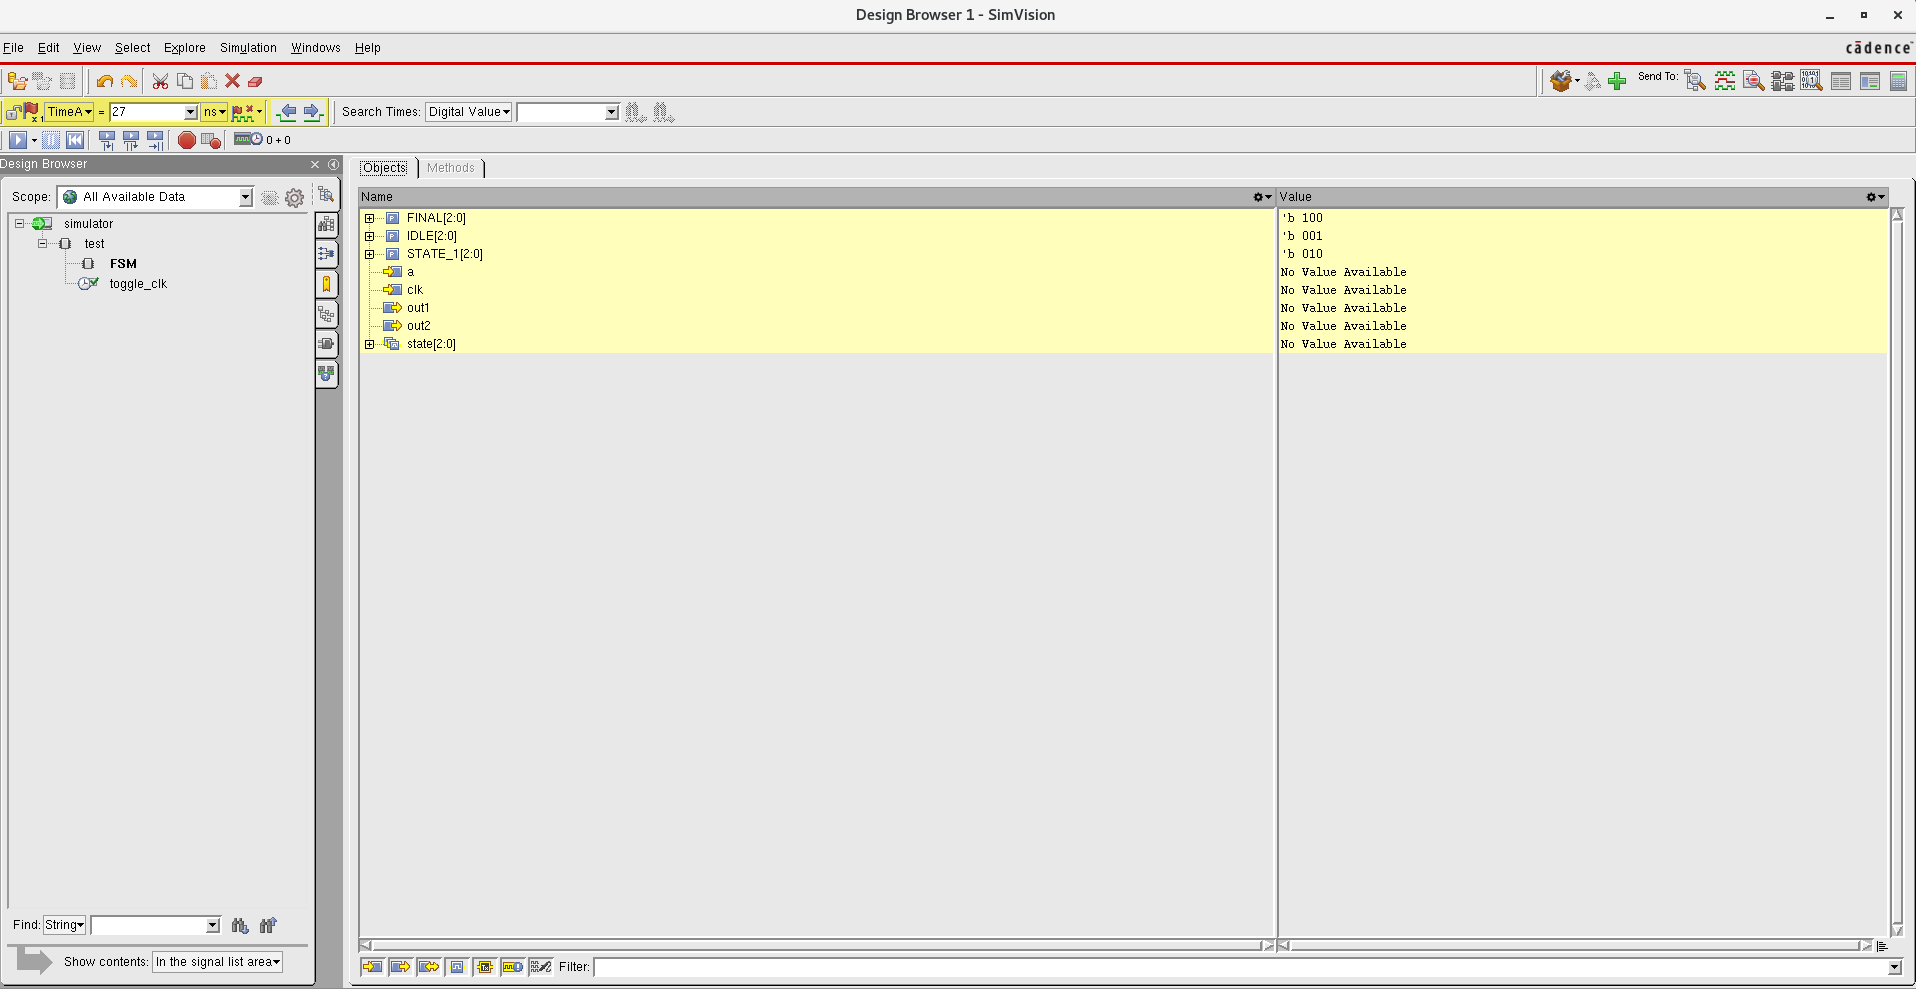 Design Browser 1 - SimVision
File Edit View Select Explore Simulation Windows Help
cādence
Send To:
TimeA = 27 ns Search Times: Digital Value
0 + 0
Design Browser
Scope: All Available Data
simulator
test
FSM
toggle_clk
Find: String
Show contents: In the signal list area
Objects Methods
Name Value
FINAL[2:0] 'b 100
IDLE[2:0] 'b 001
STATE_1[2:0] 'b 010
a No Value Available
clk No Value Available
out1 No Value Available
out2 No Value Available
state[2:0] No Value Available
Filter: